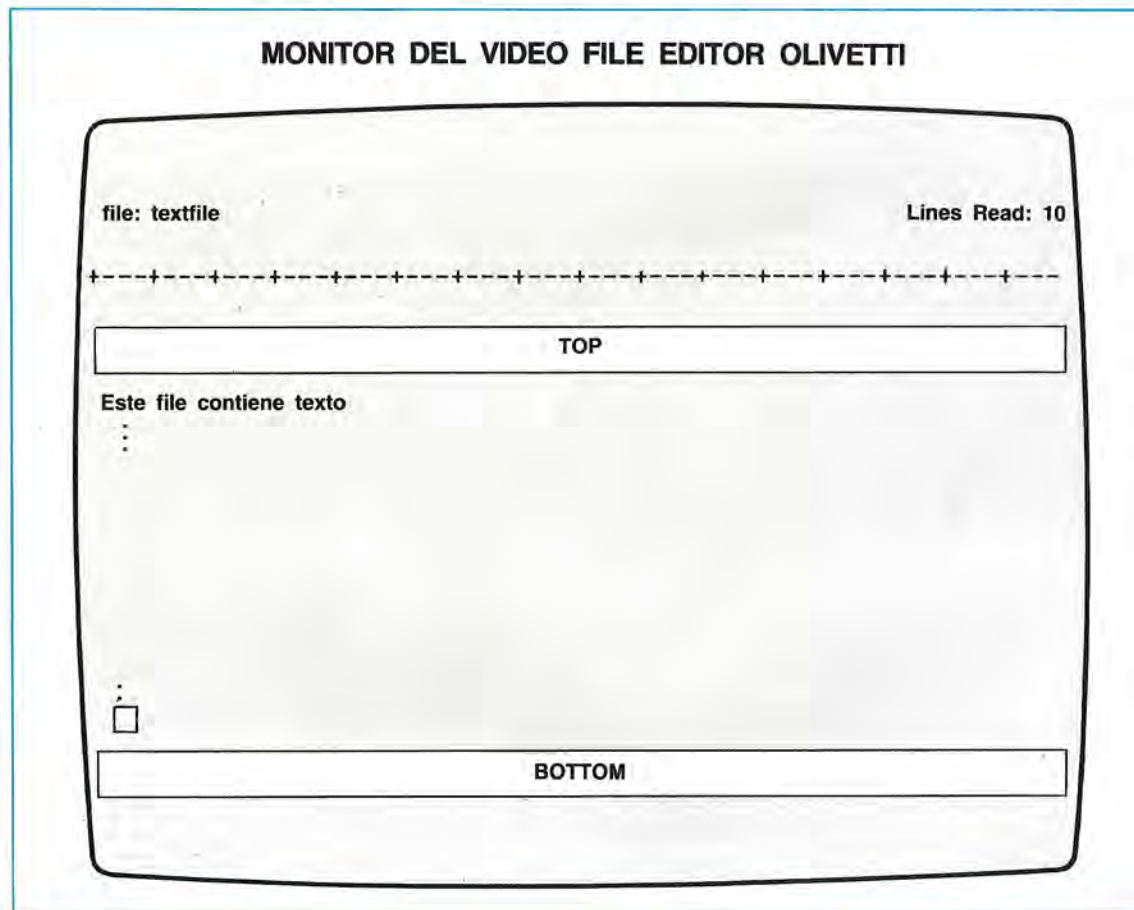 MONITOR DEL VIDEO FILE EDITOR OLIVETTI
file: textfile
Lines Read: 10
+----+----+----+----+----+----+----+----+----+----+----+----+----+----+----+----
TOP
Este file contiene texto
:
:
BOTTOM